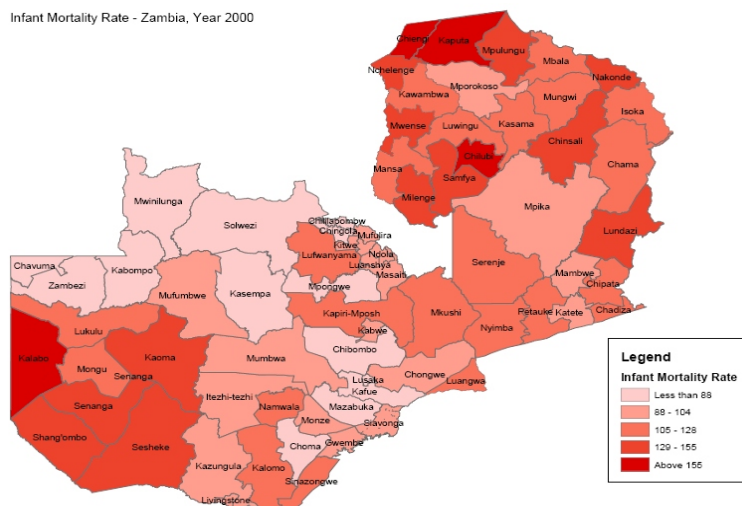 Infant Mortality Rate - Zambia, Year 2000
Chiengi
Kaputa
Mpulungu
Mbala
Nakonde
Nchelenge
Mporokoso
Kawambwa
Mungwi
Isoka
Mwense
Luwingu
Kasama
Chinsali
Chilubi
Mansa
Samfya
Chama
Milenge
Mpika
Lundazi
Mwinilunga
Solwezi
Chililabombw
Chingola
Mufulira
Kitwe
Lufwanyama
Ndola
Luanshya
Masaiti
Serenje
Mambwe
Chipata
Chavuma
Kabompo
Zambezi
Mufumbwe
Kasempa
Mpongwe
Kapiri-Mposh
Mkushi
Nyimba
Petauke
Katete
Chadiza
Lukulu
Kabwe
Kalabo
Kaoma
Mumbwa
Chibombo
Mongu
Senanga
Chongwe
Luangwa
Lusaka
Kafue
Itezhi-tezhi
Namwala
Mazabuka
Senanga
Monze
Siavonga
Shang'ombo
Sesheke
Choma
Gwembe
Kazungula
Kalomo
Sinazongwe
Livingstone
Legend
Infant Mortality Rate
Less than 88
88 - 104
105 - 128
129 - 155
Above 155